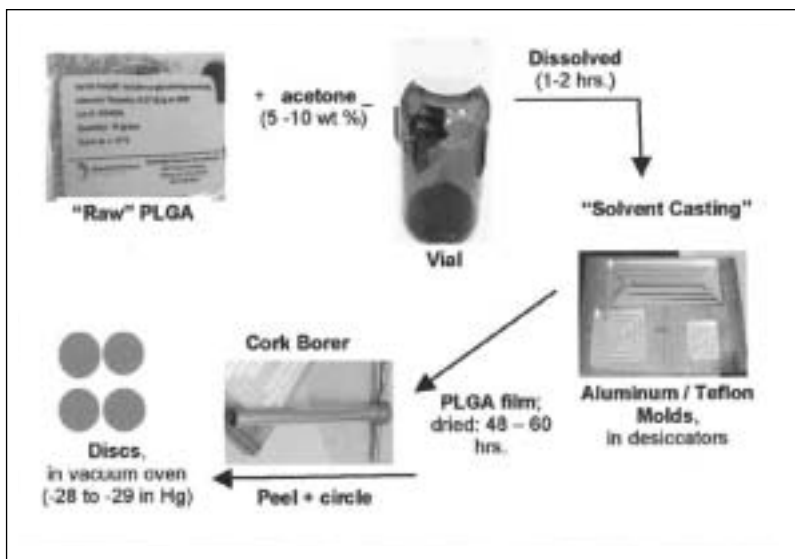 "Raw" PLGA
+ acetone
(5 -10 wt %)
Vial
Dissolved
(1-2 hrs.)
"Solvent Casting"
Aluminum / Teflon
Molds,
in desiccators
PLGA film;
dried: 48 – 60
hrs.
Cork Borer
Peel + circle
Discs,
in vacuum oven
(-28 to -29 in Hg)